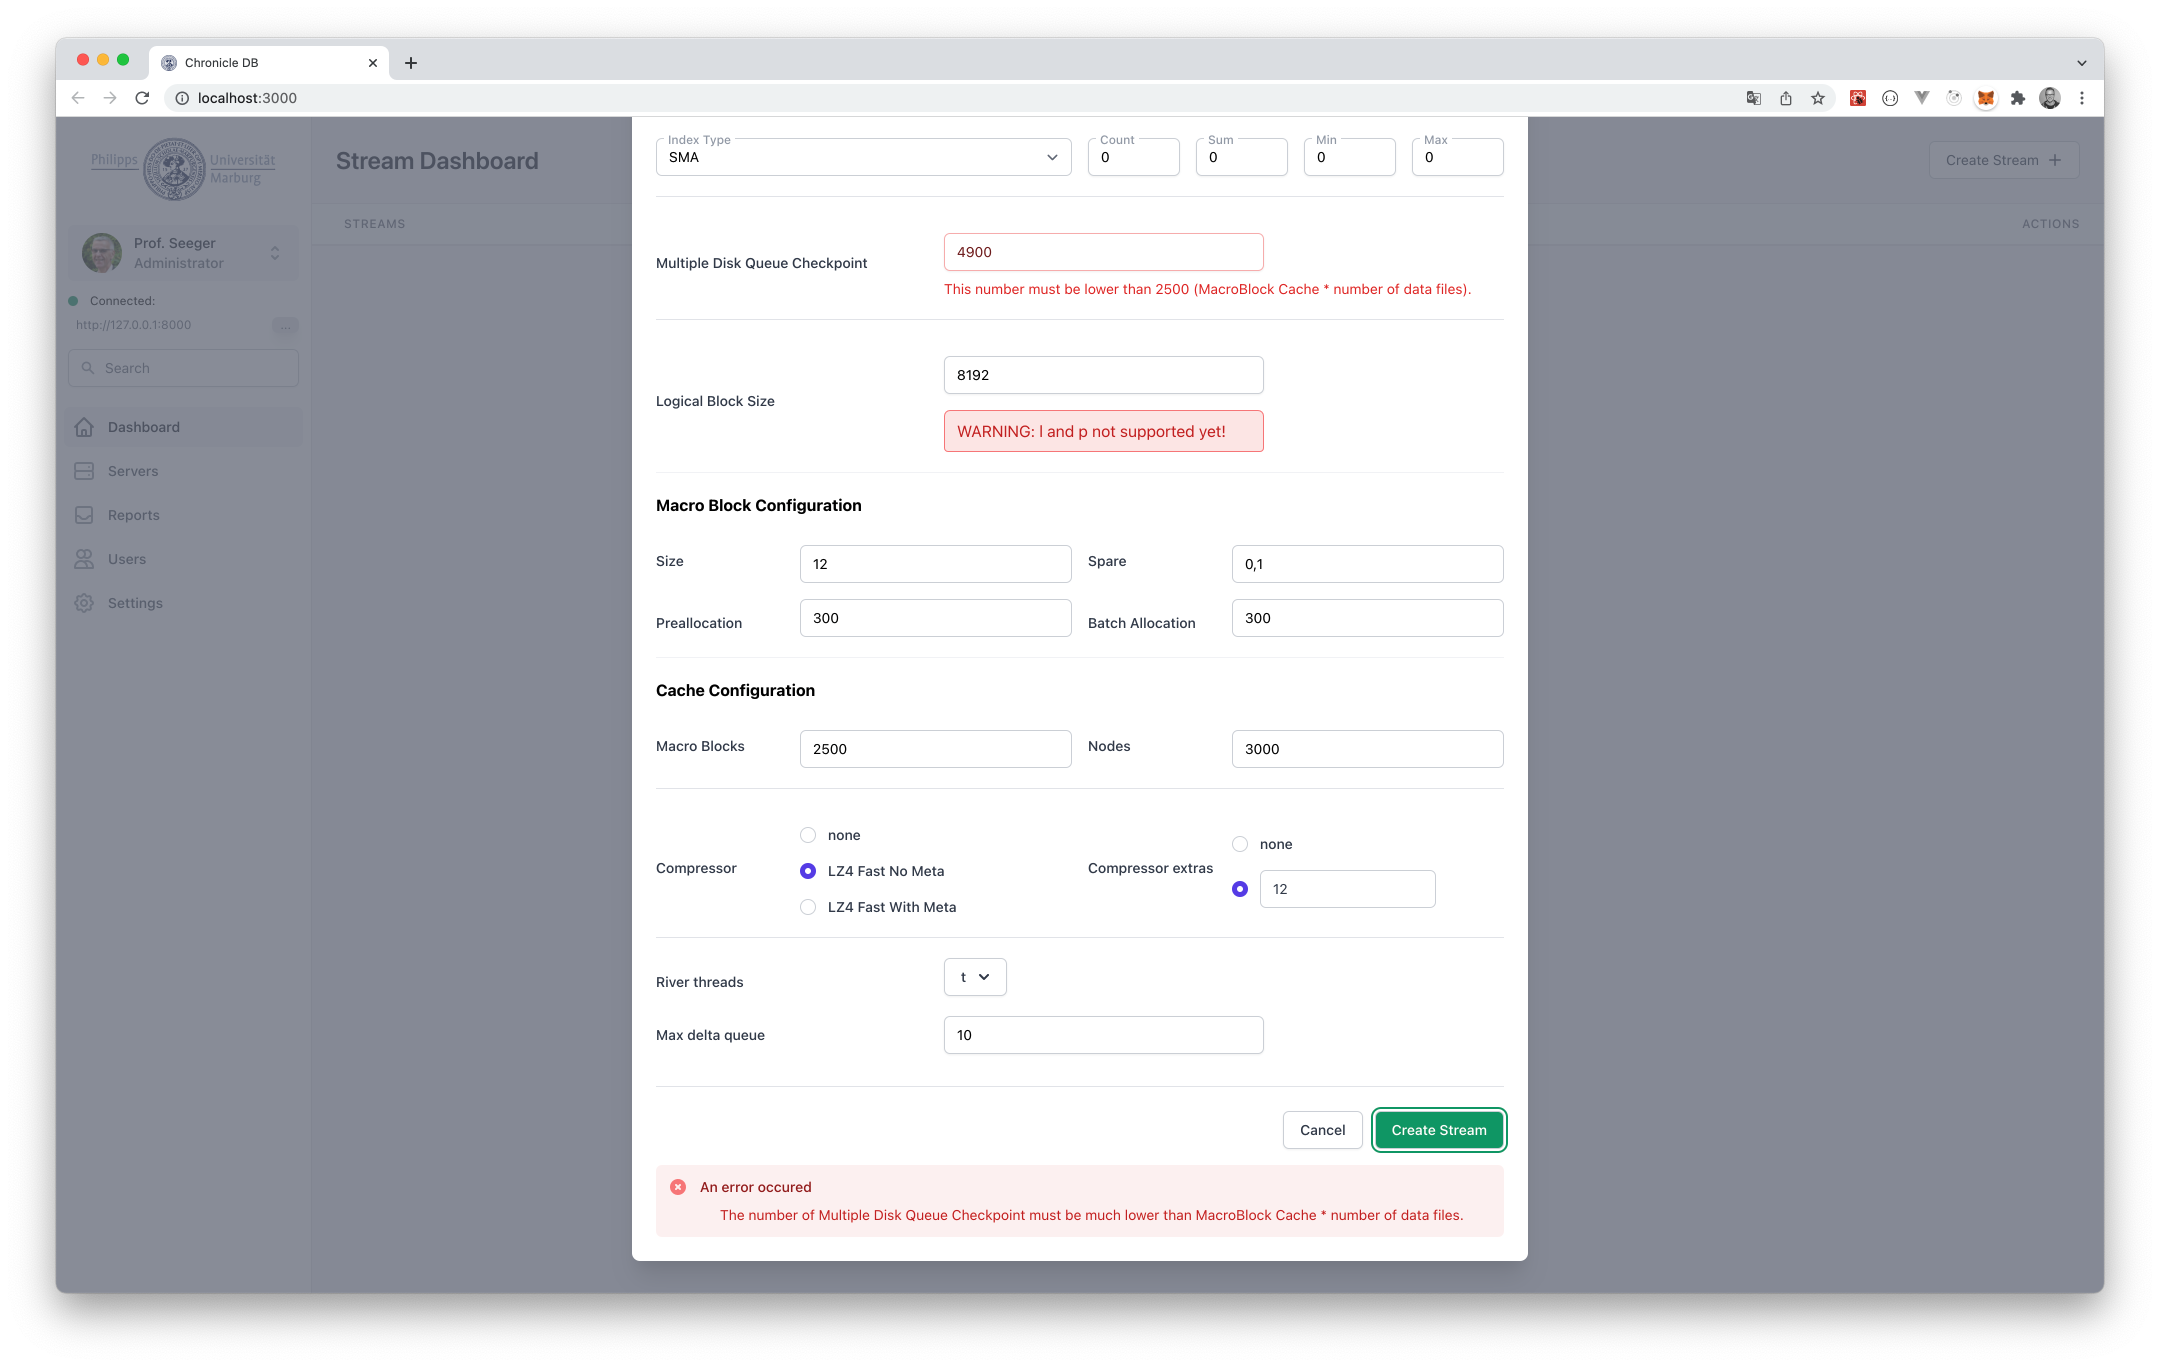 Chronicle DB
localhost:3000
Philipps Universität
Marburg
Stream Dashboard
Create Stream
STREAMS
ACTIONS
Prof. Seeger
Administrator
Connected:
http://127.0.0.1:8000
...
Search
Dashboard
Servers
Reports
Users
Settings
Index Type
SMA
Count
0
Sum
0
Min
0
Max
0
Multiple Disk Queue Checkpoint
4900
This number must be lower than 2500 (MacroBlock Cache * number of data files).
Logical Block Size
8192
WARNING: l and p not supported yet!
Macro Block Configuration
Size
12
Spare
0,1
Preallocation
300
Batch Allocation
300
Cache Configuration
Macro Blocks
2500
Nodes
3000
Compressor
none
LZ4 Fast No Meta
LZ4 Fast With Meta
Compressor extras
none
12
River threads
t
Max delta queue
10
Cancel
Create Stream
An error occured
The number of Multiple Disk Queue Checkpoint must be much lower than MacroBlock Cache * number of data files.